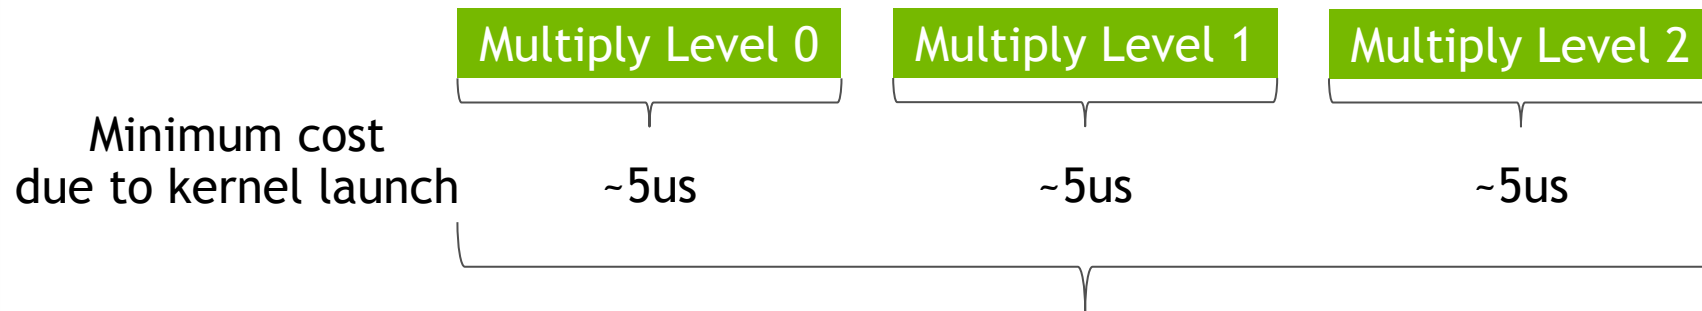 Multiply Level 0 Multiply Level 1 Multiply Level 2
Minimum cost
due to kernel launch ~5us ~5us ~5us